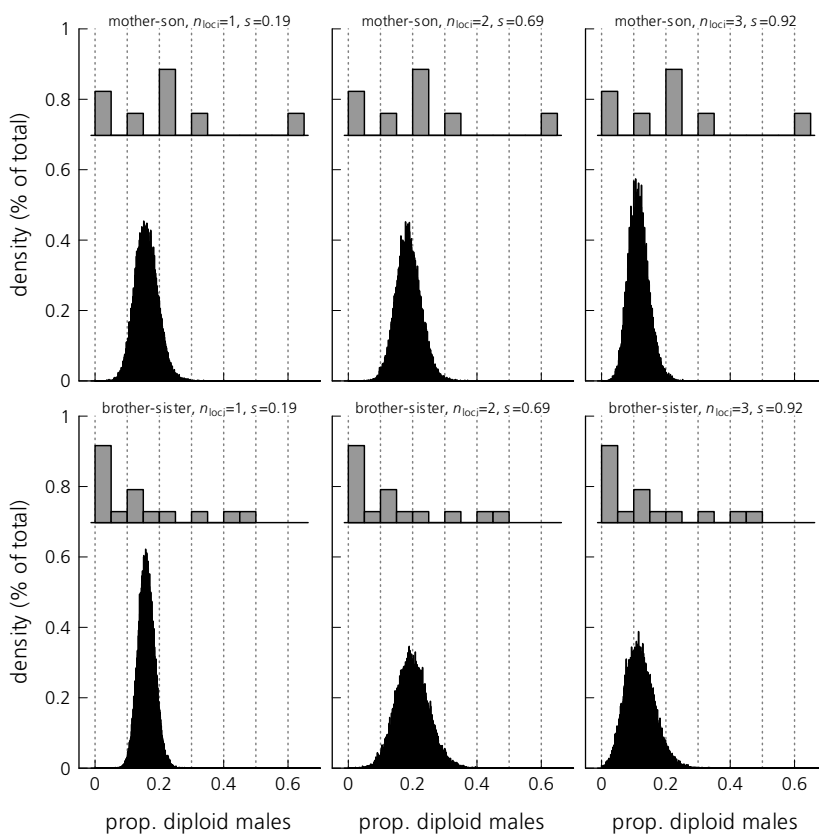 mother-son, nloci=1, s=0.19
mother-son, nloci=2, s=0.69
mother-son, nloci=3, s=0.92
density (% of total)
1
0.8
0.6
0.4
0.2
0
brother-sister, nloci=1, s=0.19
brother-sister, nloci=2, s=0.69
brother-sister, nloci=3, s=0.92
density (% of total)
1
0.8
0.6
0.4
0.2
0
0 0.2 0.4 0.6
0 0.2 0.4 0.6
0 0.2 0.4 0.6
prop. diploid males
prop. diploid males
prop. diploid males